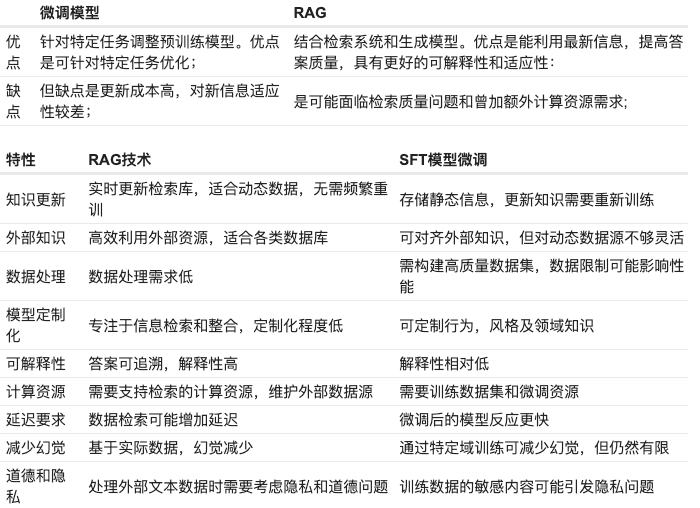 微调模型 RAG
优点 针对特定任务调整预训练模型。优点是可针对特定任务优化； 结合检索系统和生成模型。优点是能利用最新信息，提高答案质量，具有更好的可解释性和适应性：
缺点 但缺点是更新成本高，对新信息适应性较差； 是可能面临检索质量问题和曾加额外计算资源需求;
特性 RAG技术 SFT模型微调
知识更新 实时更新检索库，适合动态数据，无需频繁重训 存储静态信息，更新知识需要重新训练
外部知识 高效利用外部资源，适合各类数据库 可对齐外部知识，但对动态数据源不够灵活
数据处理 数据处理需求低 需构建高质量数据集，数据限制可能影响性能
模型定制化 专注于信息检索和整合，定制化程度低 可定制行为，风格及领域知识
可解释性 答案可追溯，解释性高 解释性相对低
计算资源 需要支持检索的计算资源，维护外部数据源 需要训练数据集和微调资源
延迟要求 数据检索可能增加延迟 微调后的模型反应更快
减少幻觉 基于实际数据，幻觉减少 通过特定域训练可减少幻觉，但仍然有限
道德和隐私 处理外部文本数据时需要考虑隐私和道德问题 训练数据的敏感内容可能引发隐私问题